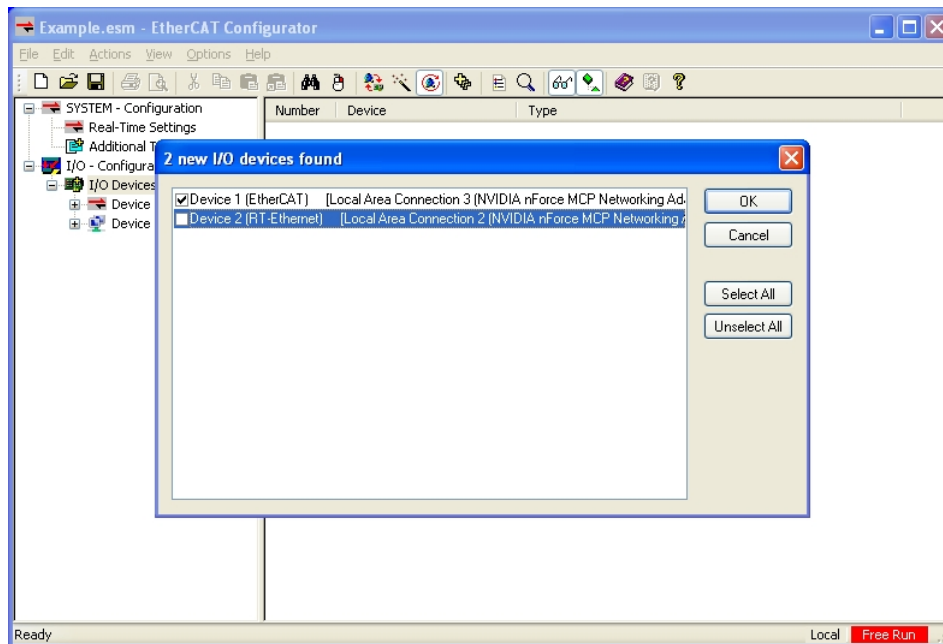 Example.esm - EtherCAT Configurator
File Edit Actions View Options Help
SYSTEM - Configuration
Number Device Type
Real-Time Settings
Additional T
I/O - Configura
I/O Devices
Device
Device
2 new I/O devices found
Device 1 (EtherCAT) [Local Area Connection 3 (NVIDIA nForce MCP Networking Ad
Device 2 (RT-Ethernet) [Local Area Connection 2 (NVIDIA nForce MCP Networking
OK
Cancel
Select All
Unselect All
Ready Local Free Run